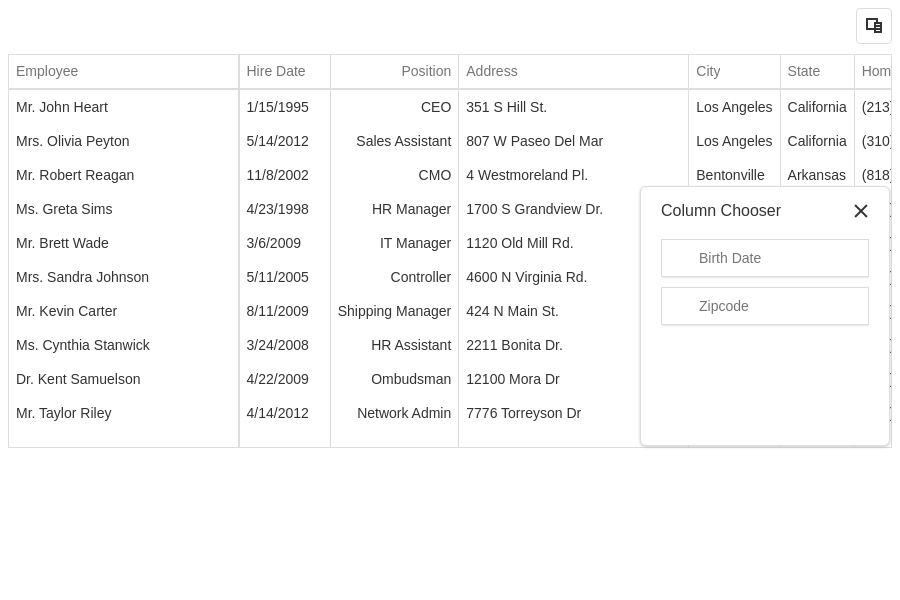 Employee Hire Date Position Address City State Hom
Mr. John Heart 1/15/1995 CEO 351 S Hill St. Los Angeles California (213)
Mrs. Olivia Peyton 5/14/2012 Sales Assistant 807 W Paseo Del Mar Los Angeles California (310)
Mr. Robert Reagan 11/8/2002 CMO 4 Westmoreland Pl. Bentonville Arkansas (818)
Ms. Greta Sims 4/23/1998 HR Manager 1700 S Grandview Dr.
Mr. Brett Wade 3/6/2009 IT Manager 1120 Old Mill Rd.
Mrs. Sandra Johnson 5/11/2005 Controller 4600 N Virginia Rd.
Mr. Kevin Carter 8/11/2009 Shipping Manager 424 N Main St.
Ms. Cynthia Stanwick 3/24/2008 HR Assistant 2211 Bonita Dr.
Dr. Kent Samuelson 4/22/2009 Ombudsman 12100 Mora Dr
Mr. Taylor Riley 4/14/2012 Network Admin 7776 Torreyson Dr
Column Chooser
Birth Date
Zipcode